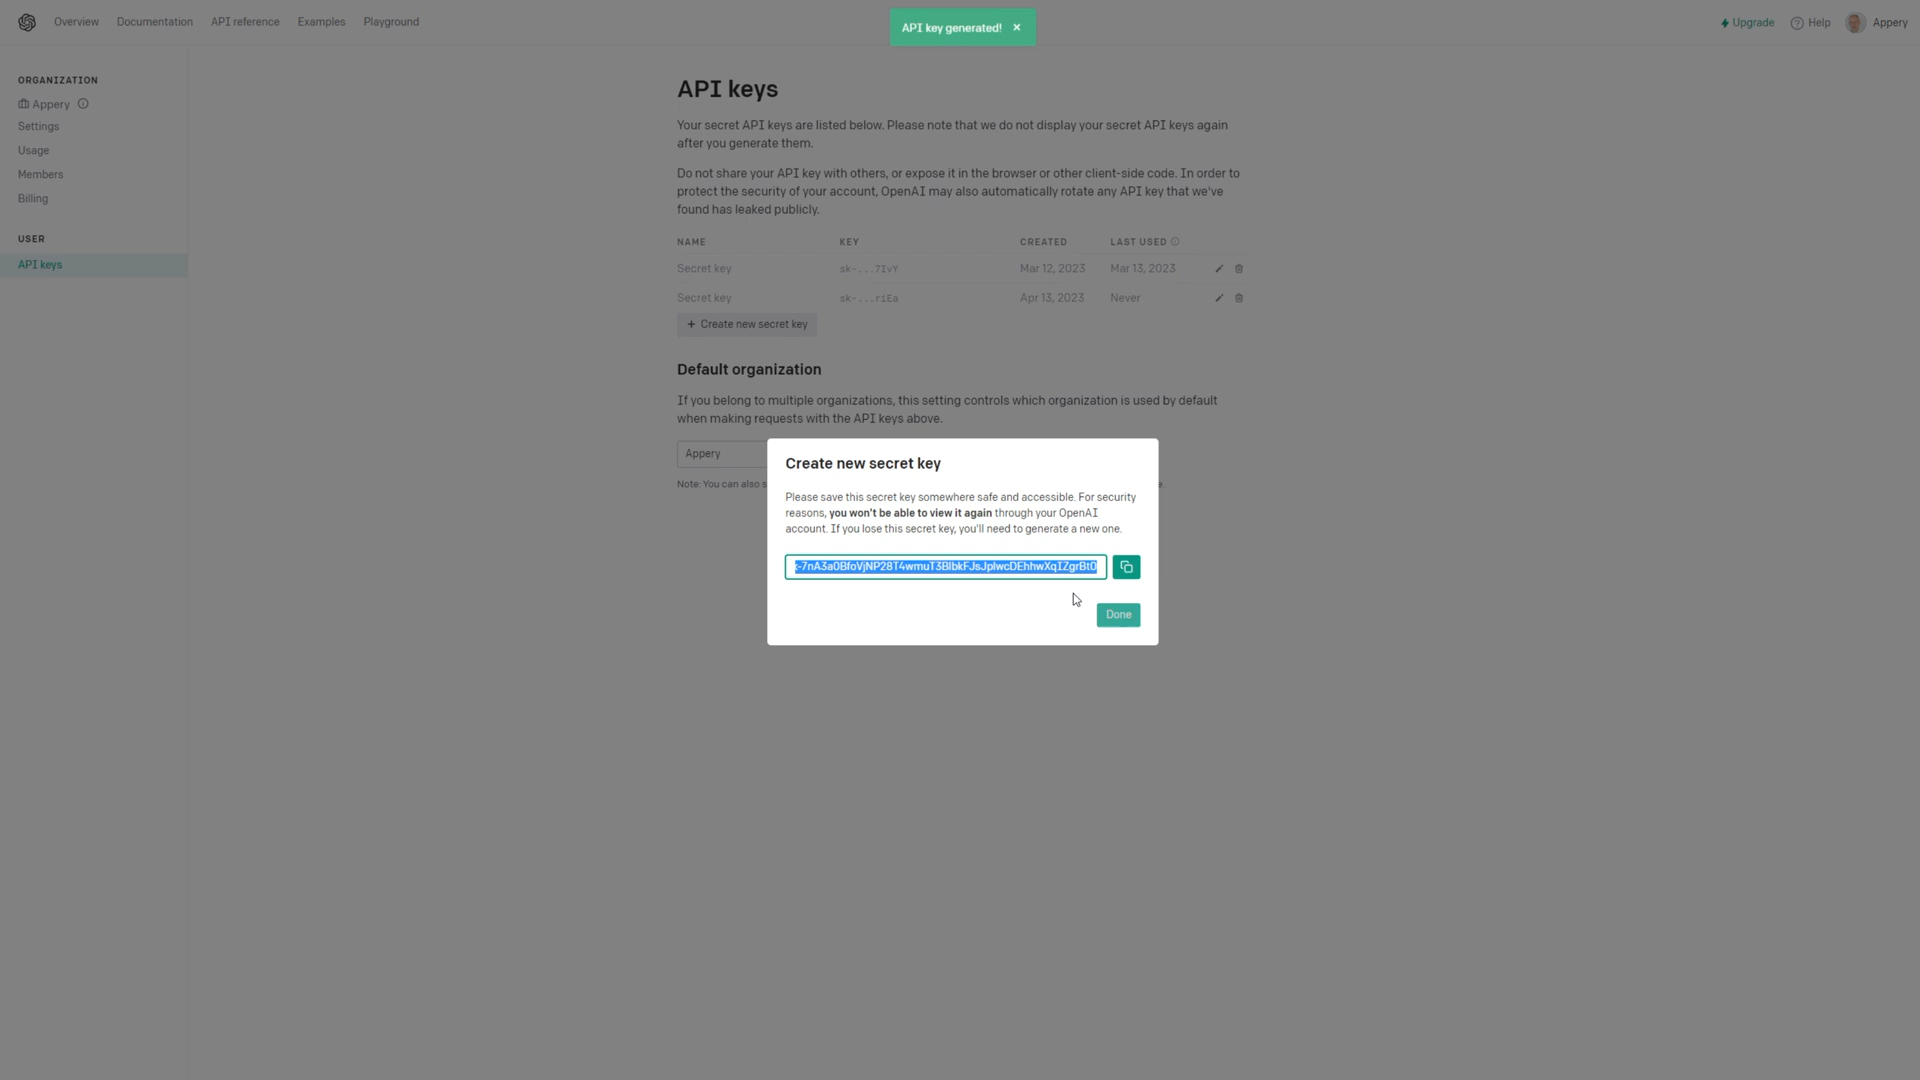 Overview
Documentation
API reference
Examples
Playground
API key generated!
Upgrade
Help
Appery
ORGANIZATION
Appery
Settings
Usage
Members
Billing
USER
API keys
API keys
Your secret API keys are listed below. Please note that we do not display your secret API keys again
after you generate them.
Do not share your API key with others, or expose it in the browser or other client-side code. In order to
protect the security of your account, OpenAI may also automatically rotate any API key that we've
found has leaked publicly.
NAME KEY CREATED LAST USED
Secret key sk-...7IvY Mar 12, 2023 Mar 13, 2023
Secret key sk-...riEa Apr 13, 2023 Never
+ Create new secret key
Default organization
If you belong to multiple organizations, this setting controls which organization is used by default
when making requests with the API keys above.
Appery
Note: You can also
Create new secret key
Please save this secret key somewhere safe and accessible. For security
reasons, you won't be able to view it again through your OpenAI
account. If you lose this secret key, you'll need to generate a new one.
Done